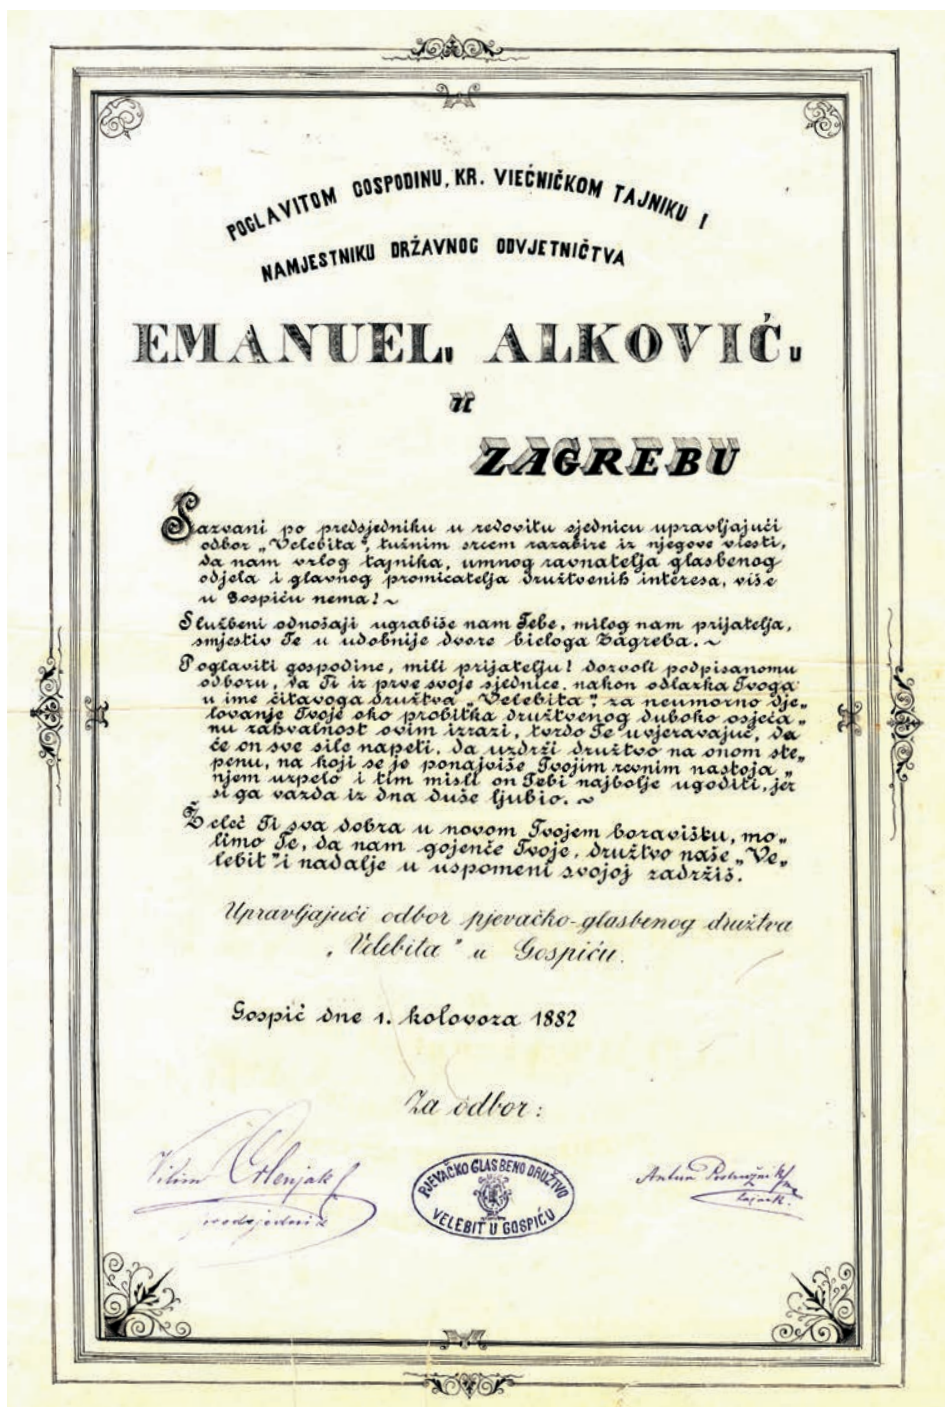 POGLAVITOM GOSPODINU, KR. VIEĆNIČKOM TAJNIKU I
NAMJESTNIKU DRŽAVNOG ODVJETNIČTVA
EMANUELU ALKOVIĆU
u
ZAGREBU
Sazvani po predsjedniku u redovitu sjednicu upravljajući
odbor „Velebita", tužnim srcem razabire iz njegove viesti,
da nam vrlog tajnika, umnog ravnatelja glasbenog
odjela i glavnog promicatelja družtvenih interesa, više
u Gospiću nema! ~
Službeni odnošaji ugrabiše nam Tebe, milog nam prijatelja,
smjestiv Te u udobnije dvore bieloga Zagreba. ~
Poglaviti gospodine, mili prijatelju! dozvoli podpisanomu
odboru, da Ti iz prve svoje sjednice, nakon odlazka Tvoga
u ime čitavoga družtva „Velebita", za neumorno dje„
lovanje Tvoje oko probitka družtvenog duboko osjeća„
nu zahvalnost ovim izrazi, tvrdo Te uvjeravajuć, da
će on sve sile napeti, da uzdrži družtvo na onom ste„
penu, na koji se je ponajviše Tvojim revnim nastoja„
njem uzpelo i tim misli on Tebi najbolje ugoditi, jer
si ga vazda iz dna duše ljubio. ~
Želeć Ti sva dobra u novom Tvojem boravištu, mo„
limo Te, da nam gojenče Tvoje, družtvo naše „Ve„
lebit" i nadalje u uspomeni svojoj zadržiš.
Upravljajući odbor pjevačko-glasbenog družtva
„Velebita" u Gospiću.
Gospić dne 1. kolovoza 1882
Za odbor:
Vilim
predsjednik
PJEVAČKO GLASBENO DRUŽTVO
VELEBIT U GOSPIĆU
Antun
tajnik.